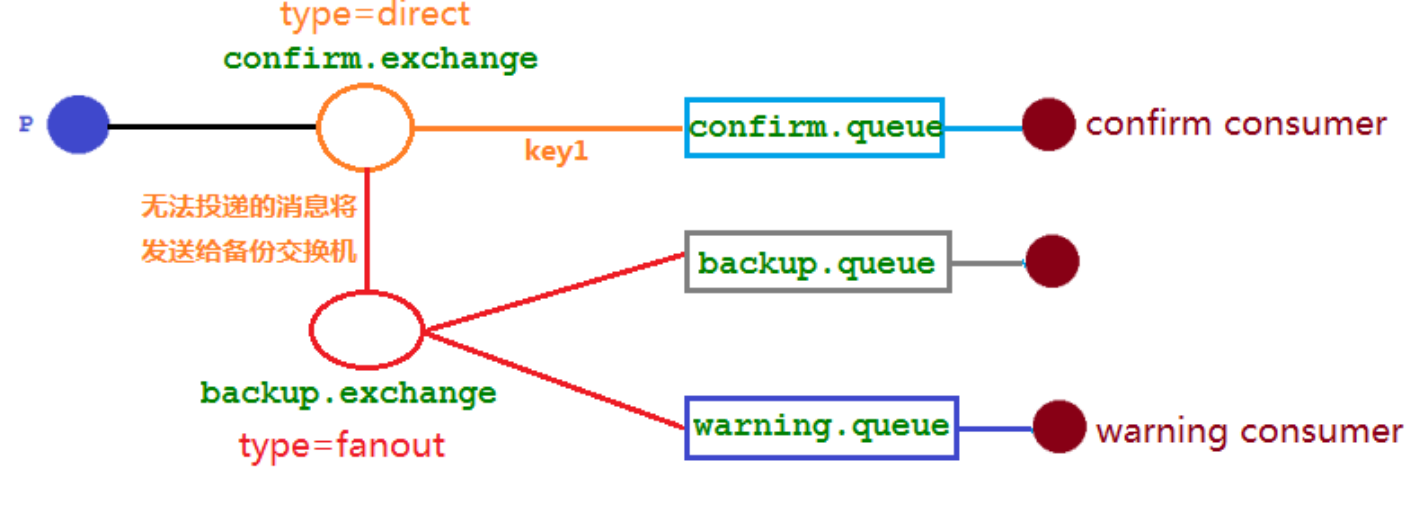 type=direct
confirm.exchange
P
key1
confirm.queue
confirm consumer
无法投递的消息将
发送给备份交换机
backup.queue
backup.exchange
type=fanout
warning.queue
warning consumer